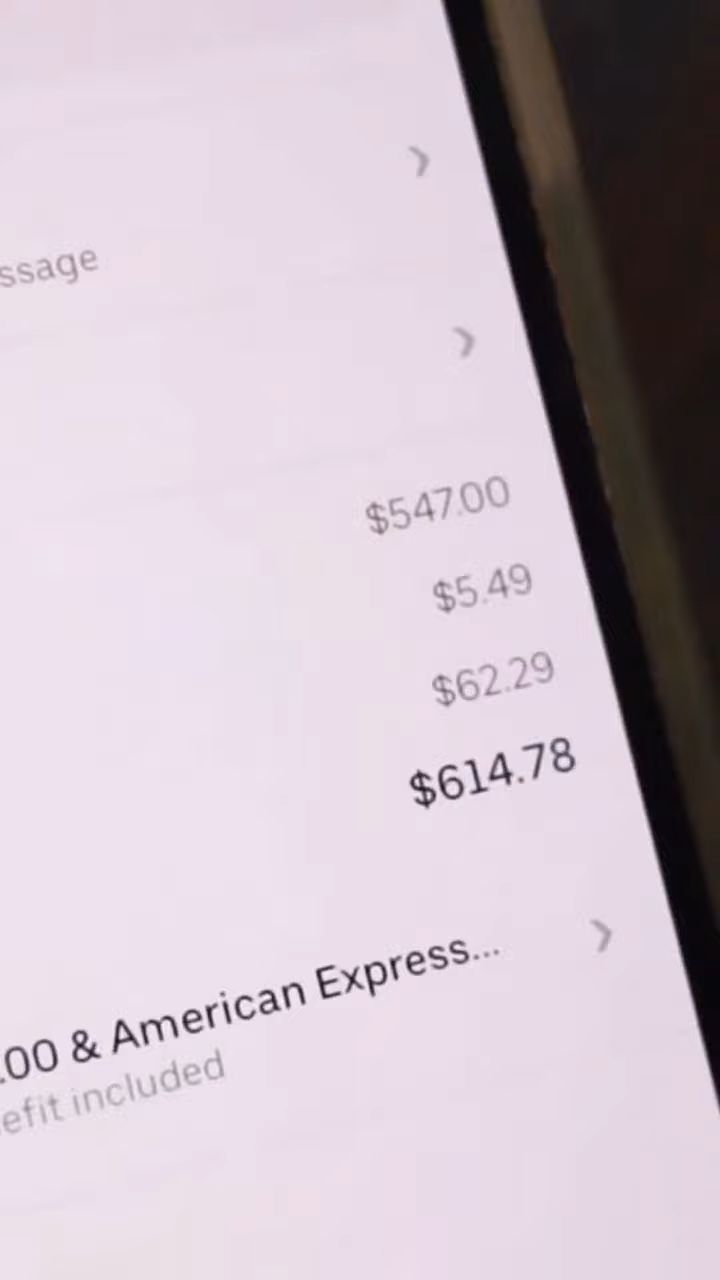 ssage
$547.00
$5.49
$62.29
$614.78
.00 & American Express...
efit included